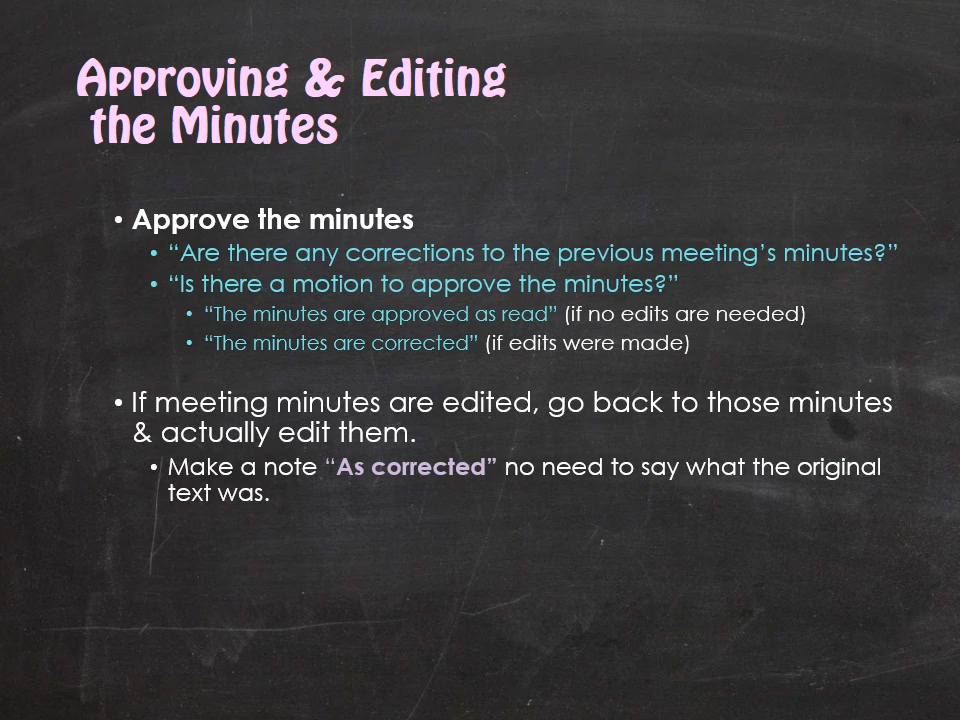 Approving & Editing
the Minutes
• Approve the minutes
• “Are there any corrections to the previous meeting’s minutes?”
• “Is there a motion to approve the minutes?”
• “The minutes are approved as read” (if no edits are needed)
• “The minutes are corrected” (if edits were made)
• If meeting minutes are edited, go back to those minutes
& actually edit them.
• Make a note “As corrected” no need to say what the original
text was.